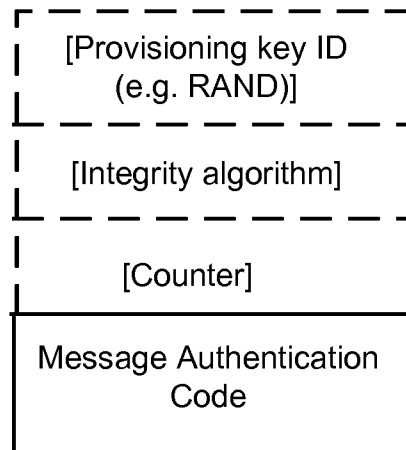 [Provisioning key ID
(e.g. RAND)]
[Integrity algorithm]
[Counter]
Message Authentication
Code